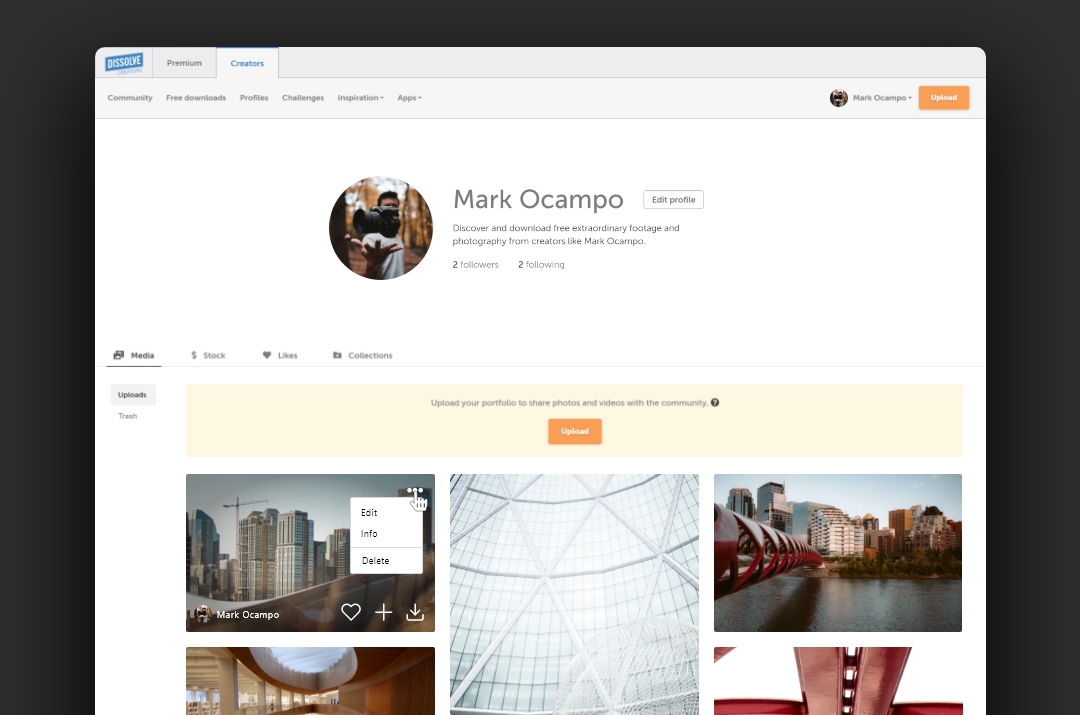 DISSOLVE
CREATORS
Premium
Creators
Community
Free downloads
Profiles
Challenges
Inspiration
Apps
Mark Ocampo
Upload
Mark Ocampo
Edit profile
Discover and download free extraordinary footage and
photography from creators like Mark Ocampo.
2 followers
2 following
Media
$ Stock
Likes
Collections
Uploads
Trash
Upload your portfolio to share photos and videos with the community. ?
Upload
Edit
Info
Delete
Mark Ocampo